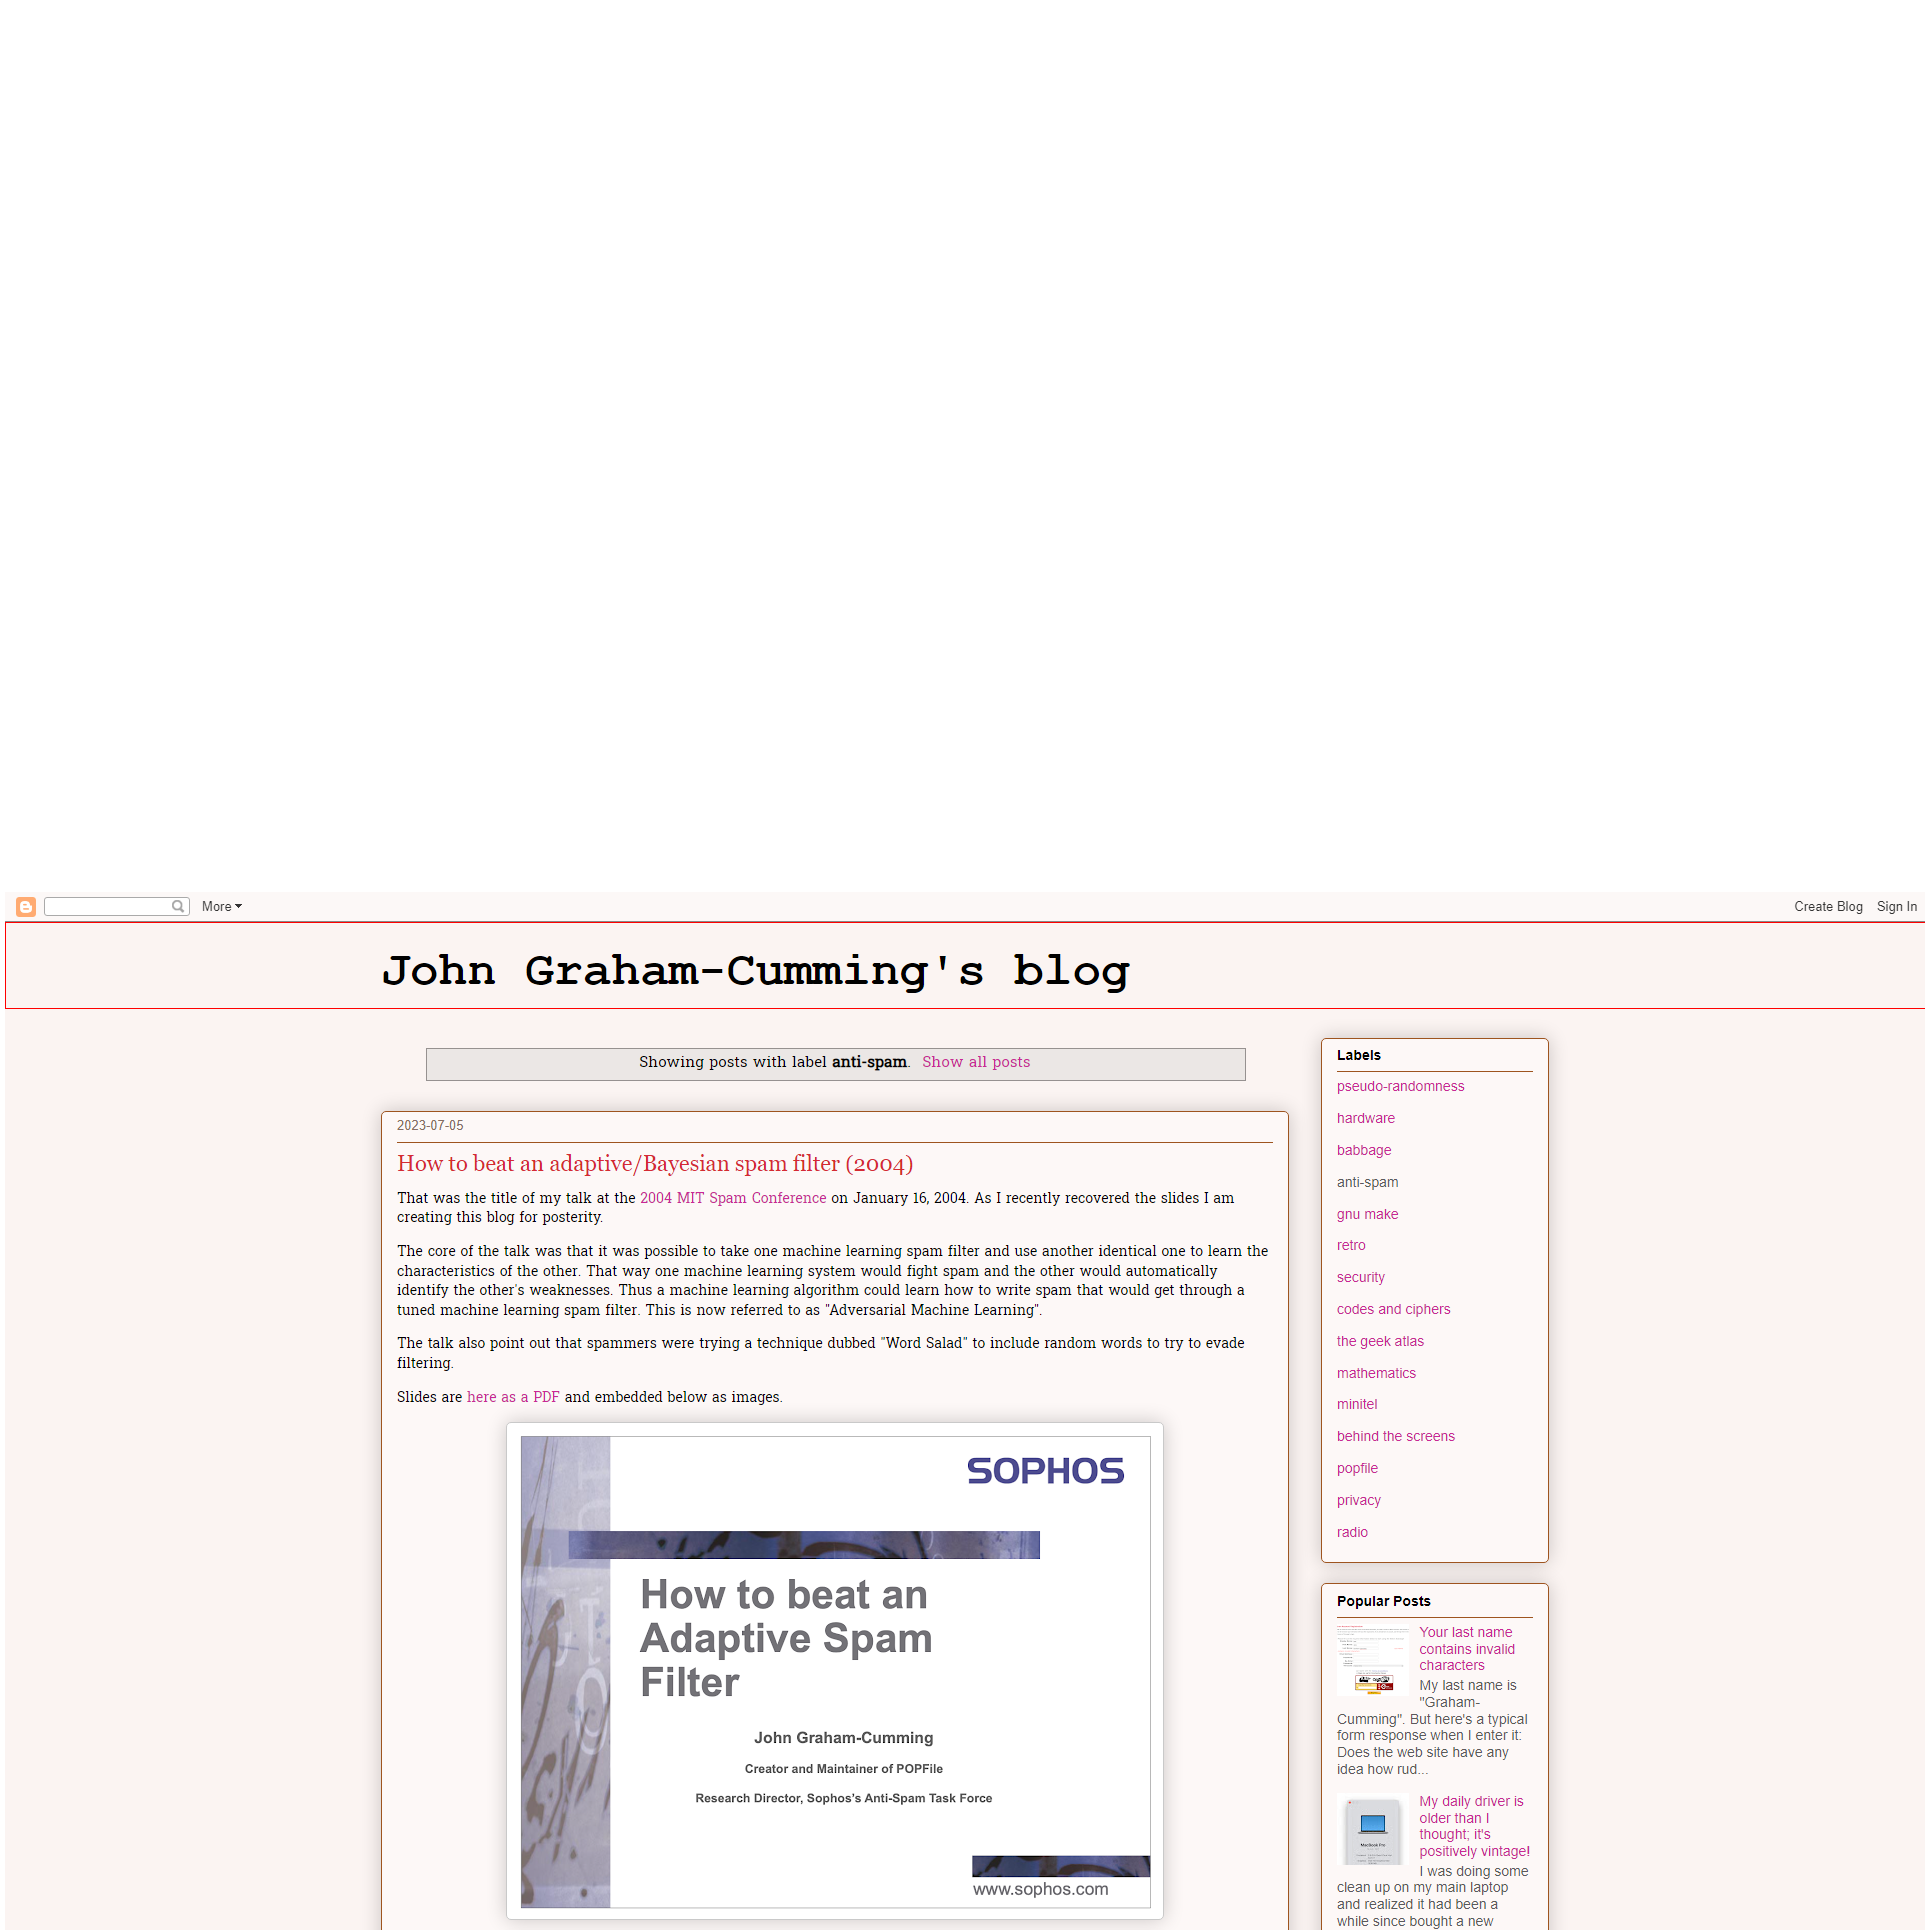 More
Create Blog
Sign In
John Graham-Cumming's blog
Showing posts with label anti-spam. Show all posts
2023-07-05
How to beat an adaptive/Bayesian spam filter (2004)
That was the title of my talk at the 2004 MIT Spam Conference on January 16, 2004. As I recently recovered the slides I am
creating this blog for posterity.
The core of the talk was that it was possible to take one machine learning spam filter and use another identical one to learn the
characteristics of the other. That way one machine learning system would fight spam and the other would automatically
identify the other's weaknesses. Thus a machine learning algorithm could learn how to write spam that would get through a
tuned machine learning spam filter. This is now referred to as "Adversarial Machine Learning".
The talk also point out that spammers were trying a technique dubbed "Word Salad" to include random words to try to evade
filtering.
Slides are here as a PDF and embedded below as images.
SOPHOS
How to beat an
Adaptive Spam
Filter
John Graham-Cumming
Creator and Maintainer of POPFile
Research Director, Sophos's Anti-Spam Task Force
www.sophos.com
Labels
pseudo-randomness
hardware
babbage
anti-spam
gnu make
retro
security
codes and ciphers
the geek atlas
mathematics
minitel
behind the screens
popfile
privacy
radio
Popular Posts
Your last name
contains invalid
characters
My last name is
"Graham-
Cumming". But here's a typical
form response when I enter it:
Does the web site have any
idea how rud...
My daily driver is
older than I
thought; it's
positively vintage!
I was doing some
clean up on my main laptop
and realized it had been a
while since bought a new